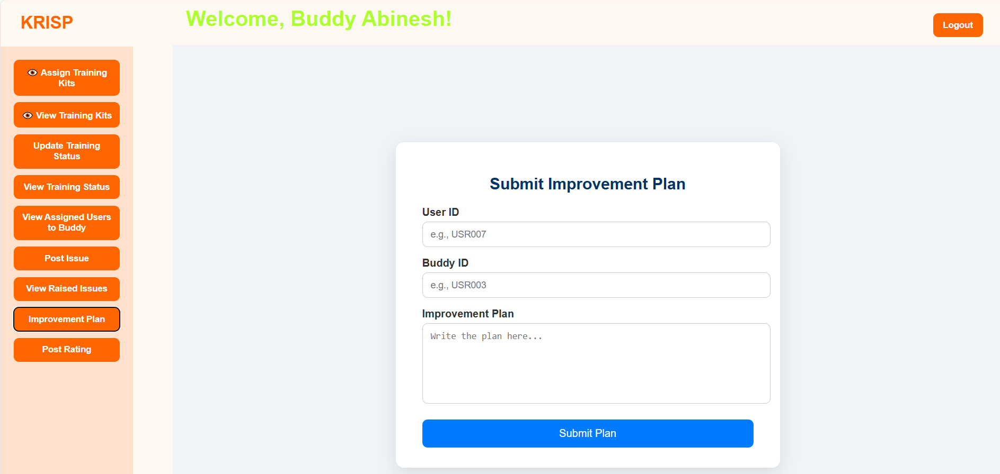 KRISP
Welcome, Buddy Abinesh!
Logout
Assign Training
Kits
View Training Kits
Update Training
Status
View Training Status
View Assigned Users
to Buddy
Post Issue
View Raised Issues
Improvement Plan
Post Rating
Submit Improvement Plan
User ID
e.g., USR007
Buddy ID
e.g., USR003
Improvement Plan
Write the plan here...
Submit Plan